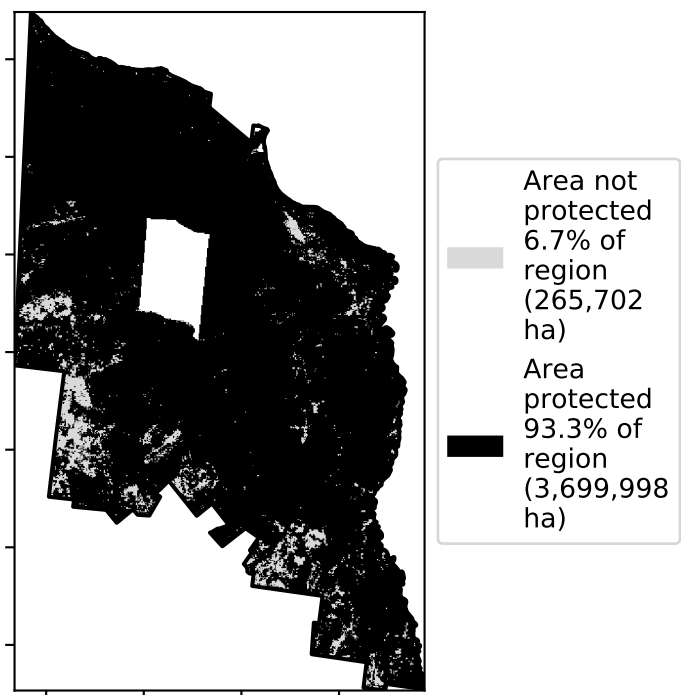 Area not
protected
6.7% of
region
(265,702
ha)
Area
protected
93.3% of
region
(3,699,998
ha)